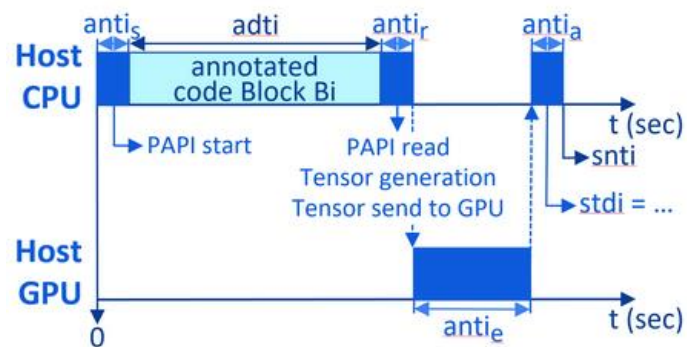 antiₛ
adti
antiᵣ
antiₐ
Host
CPU
annotated
code Block Bi
t (sec)
PAPI start
PAPI read
Tensor generation
Tensor send to GPU
snti
stdi = ...
Host
GPU
t (sec)
0
antiₑ